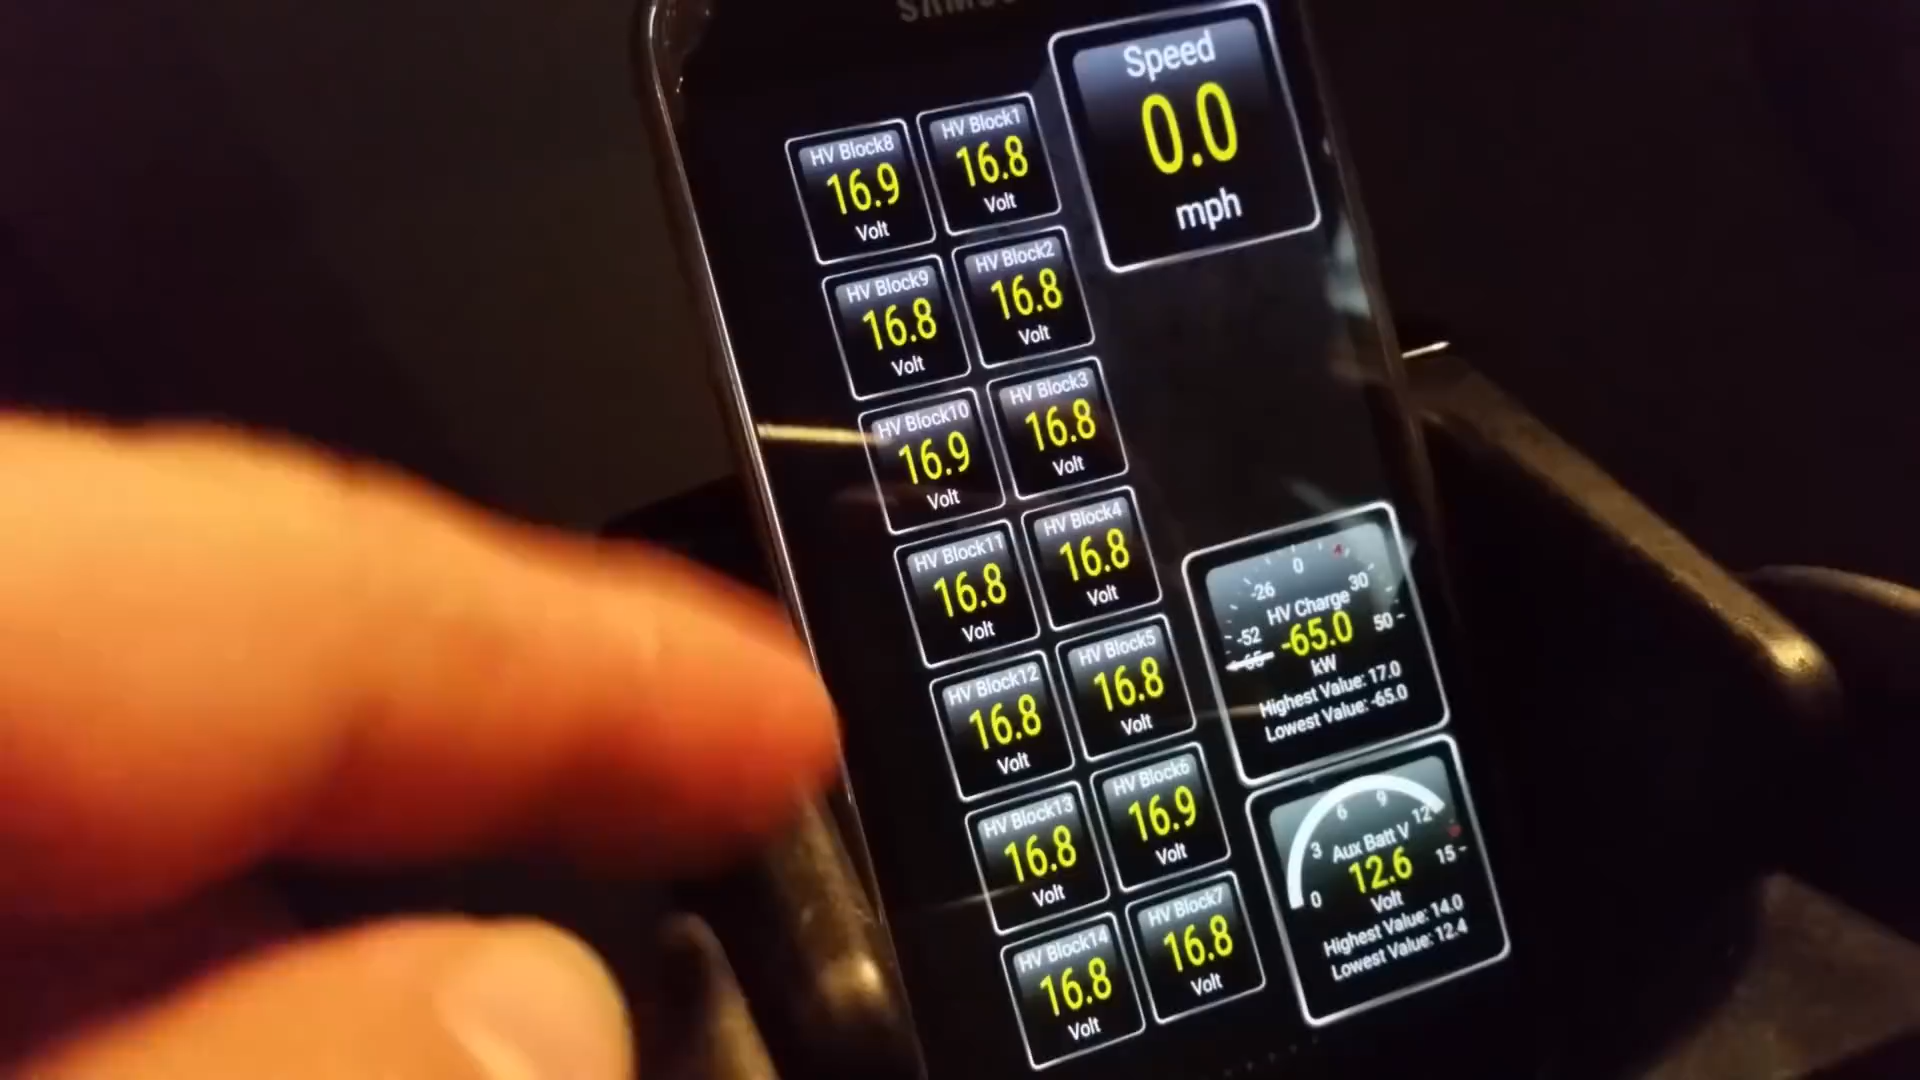 SAMSU
Speed
0.0
mph
HV Block8
16.9
Volt
HV Block1
16.8
Volt
HV Block9
16.8
Volt
HV Block2
16.8
Volt
HV Block10
16.9
Volt
HV Block3
16.8
Volt
HV Block11
16.8
Volt
HV Block4
16.8
Volt
HV Block12
16.8
Volt
HV Block5
16.8
Volt
HV Block13
16.8
Volt
HV Block6
16.9
Volt
HV Block14
16.8
Volt
HV Block7
16.8
Volt
0
-26
30
HV Charge
-52
-65.0
50
-65
kW
Highest Value: 17.0
Lowest Value: -65.0
6
9
12
3
Aux Batt V
15
12.6
0
Volt
Highest Value: 14.0
Lowest Value: 12.4